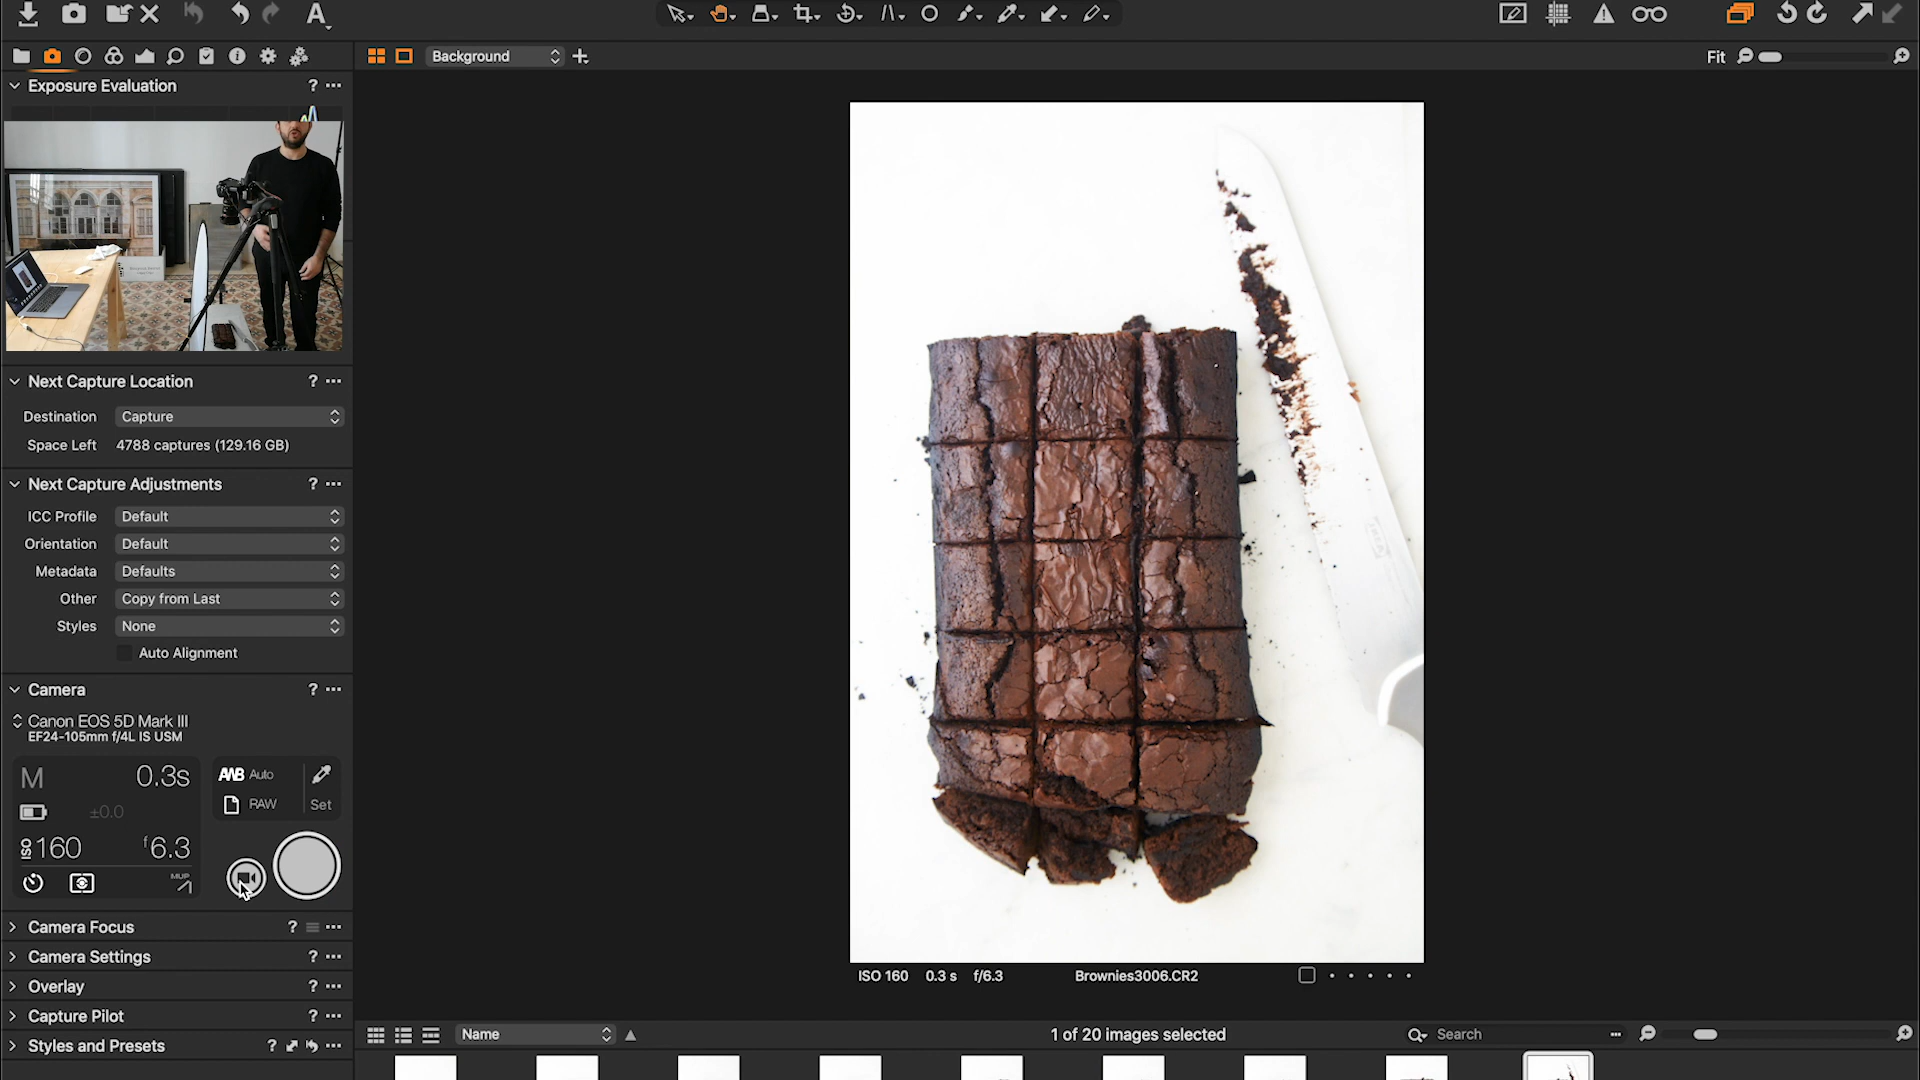 A
Background
Fit
Exposure Evaluation ?
Next Capture Location ?
Destination Capture
Space Left 4788 captures (129.16 GB)
Next Capture Adjustments ?
ICC Profile Default
Orientation Default
Metadata Defaults
Other Copy from Last
Styles None
Auto Alignment
Camera ?
Canon EOS 5D Mark III
EF24-105mm f/4L IS USM
M 0.3s AWB Auto
±0.0 RAW Set
ISO 160 f6.3
MUP
Camera Focus ?
Camera Settings ?
Overlay ?
Capture Pilot ?
Styles and Presets ?
IKEA
ISO 160 0.3 s f/6.3 Brownies3006.CR2
Name 1 of 20 images selected Search